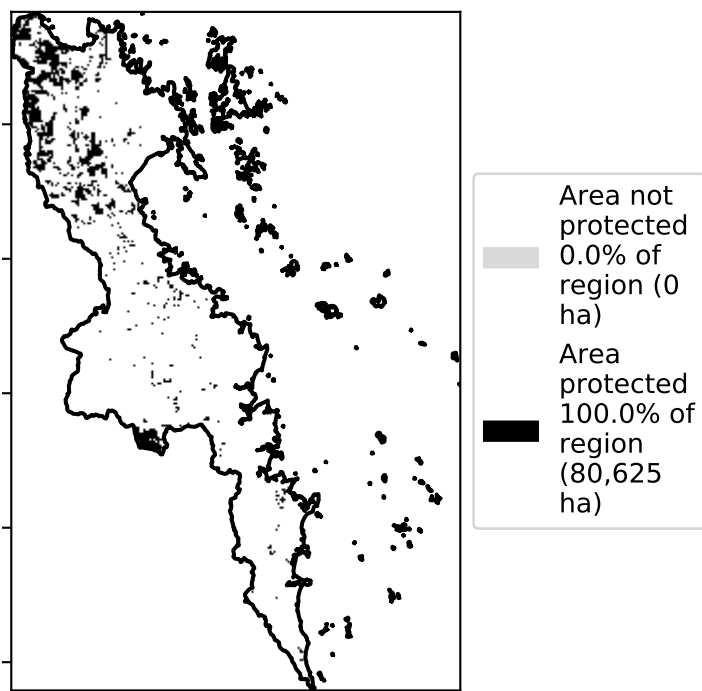 Area not
protected
0.0% of
region (0
ha)
Area
protected
100.0% of
region
(80,625
ha)